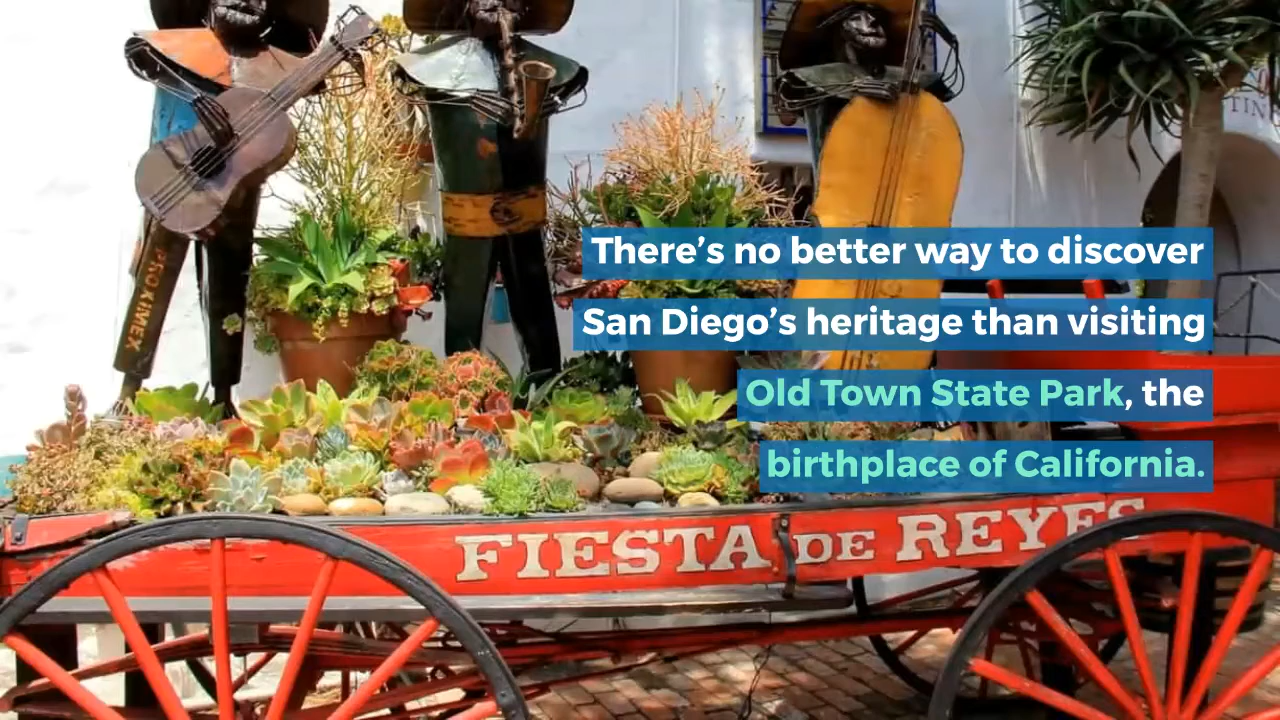 PROXIMEX
There’s no better way to discover
San Diego’s heritage than visiting
Old Town State Park, the
birthplace of California.
FIESTA DE REYES